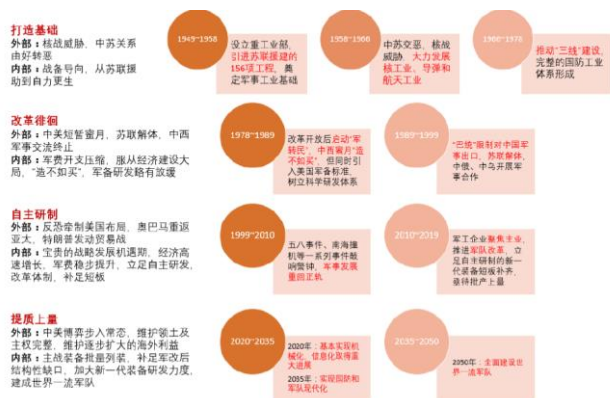 打造基础
外部：核战威胁、中苏关系
由好转恶
内部：战备导向，从苏联援
助到自力更生
1949~1958
设立重工业部，
引进苏联援建的
156项工程，奠
定军事工业基础
1958~1966
中苏交恶，核战
威胁，大力发展
核工业、导弹和
航天工业
1966~1978
推动“三线”建设，
完整的国防工业
体系形成
改革徘徊
外部：中美短暂蜜月，苏联解体，中西
军事交流终止
内部：军费开支压缩，服从经济建设大
局，“造不如买”，军备研发略有放缓
1978~1989
改革开放后启动“军
转民”，中西蜜月“造
不如买”，但同时引
入美国军备标准，
树立科学研发体系
1989~1999
“巴统”限制对中国军
事出口，苏联解体，
中俄、中乌开展军
事合作
自主研制
外部：反恐牵制美国布局，奥巴马重返
亚太，特朗普发动贸易战
内部：宝贵的战略发展机遇期，经济高
速增长，军费稳步提升，立足自主研发，
改革体制，补足短板
1999~2010
五八事件、南海撞
机等一系列事件敲
响警钟，军事发展
重回正轨
2010~2019
军工企业聚焦主业，
推进军队改革，立
足自主研制的新一
代装备短板补齐，
亟待批产上量
提质上量
外部：中美博弈步入常态，维护领土及
主权完整，维护逐步扩大的海外利益
内部：主战装备批量列装，补足军改后
结构性缺口，加大新一代装备研发力度，
建成世界一流军队
2020~2035
2020年：基本实现机
械化，信息化取得重
大进展
2035年：实现国防和
军队现代化
2035~2050
2050年：全面建成世
界一流军队